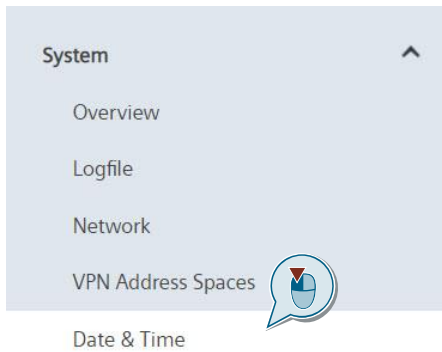 System
Overview
Logfile
Network
VPN Address Spaces
Date & Time